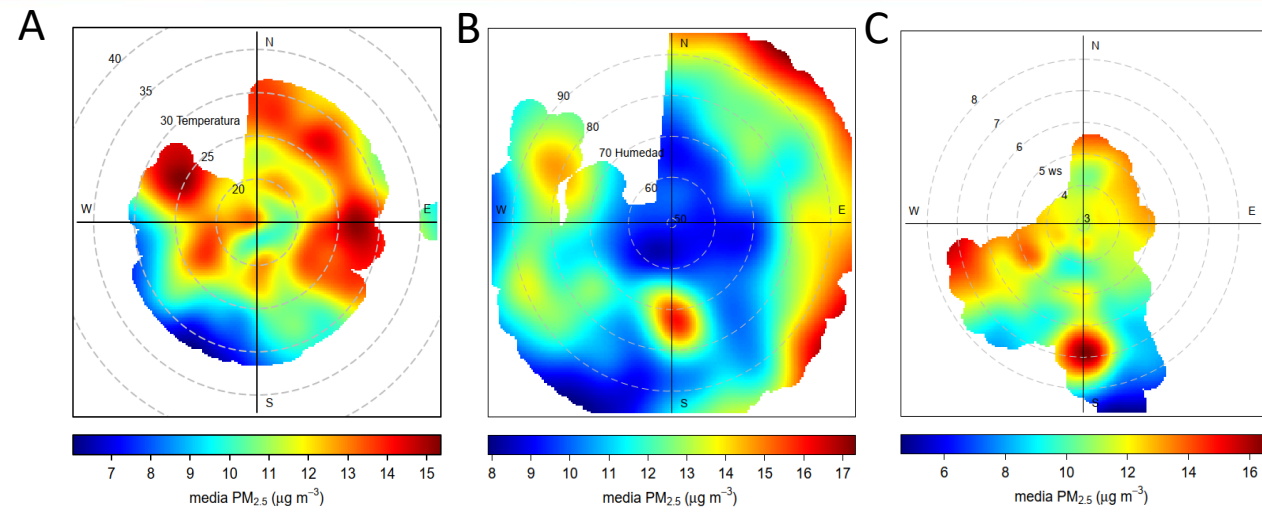 A
N
40
35
30 Temperatura
25
20
W
E
S
7 8 9 10 11 12 13 14 15
media PM2.5 (µg m−3)
B
N
90
80
70 Humedad
60
50
W
E
S
8 9 10 11 12 13 14 15 16 17
media PM2.5 (µg m−3)
C
N
8
7
6
5 ws
4
3
W
E
S
6 8 10 12 14 16
media PM2.5 (µg m−3)